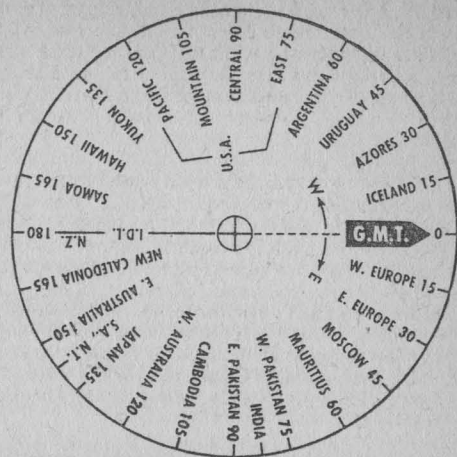 G.M.T. 0
ICELAND 15
AZORES 30
URUGUAY 45
ARGENTINA 60
EAST 75
CENTRAL 90
MOUNTAIN 105
PACIFIC 120
U.S.A.
YUKON 135
HAWAII 150
SAMOA 165
180 N.Z. I.D.L.
NEW CALEDONIA 165
E. AUSTRALIA 150
S.A., N.T.
JAPAN 135
W. AUSTRALIA 120
CAMBODIA 105
E. PAKISTAN 90
INDIA
W. PAKISTAN 75
MAURITIUS 60
MOSCOW 45
E. EUROPE 30
W. EUROPE 15
W
E